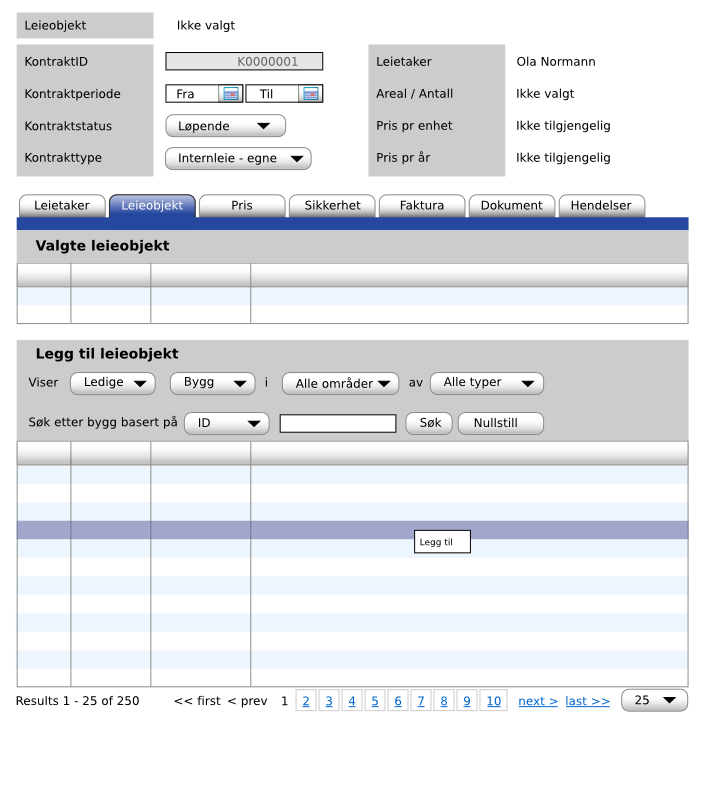 Leieobjekt Ikke valgt
KontraktID K0000001 Leietaker Ola Normann
Kontraktperiode Fra Til Areal / Antall Ikke valgt
Kontraktstatus Løpende Pris pr enhet Ikke tilgjengelig
Kontrakttype Internleie - egne Pris pr år Ikke tilgjengelig
Leietaker Leieobjekt Pris Sikkerhet Faktura Dokument Hendelser
Valgte leieobjekt
Legg til leieobjekt
Viser Ledige Bygg i Alle områder av Alle typer
Søk etter bygg basert på ID Søk Nullstill
Legg til
Results 1 - 25 of 250 << first < prev 1 2 3 4 5 6 7 8 9 10 next > last >> 25